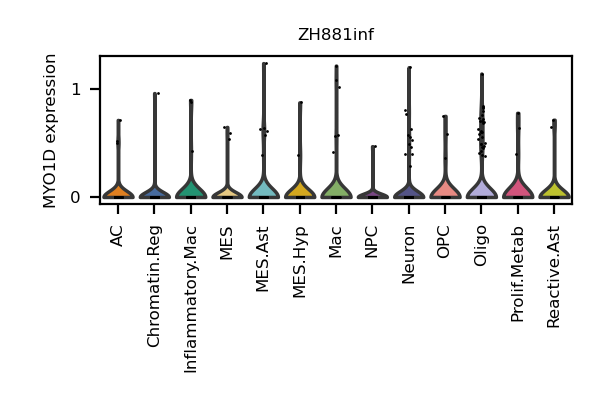 ZH881inf
MYO1D expression
1
0
AC
Chromatin.Reg
Inflammatory.Mac
MES
MES.Ast
MES.Hyp
Mac
NPC
Neuron
OPC
Oligo
Prolif.Metab
Reactive.Ast